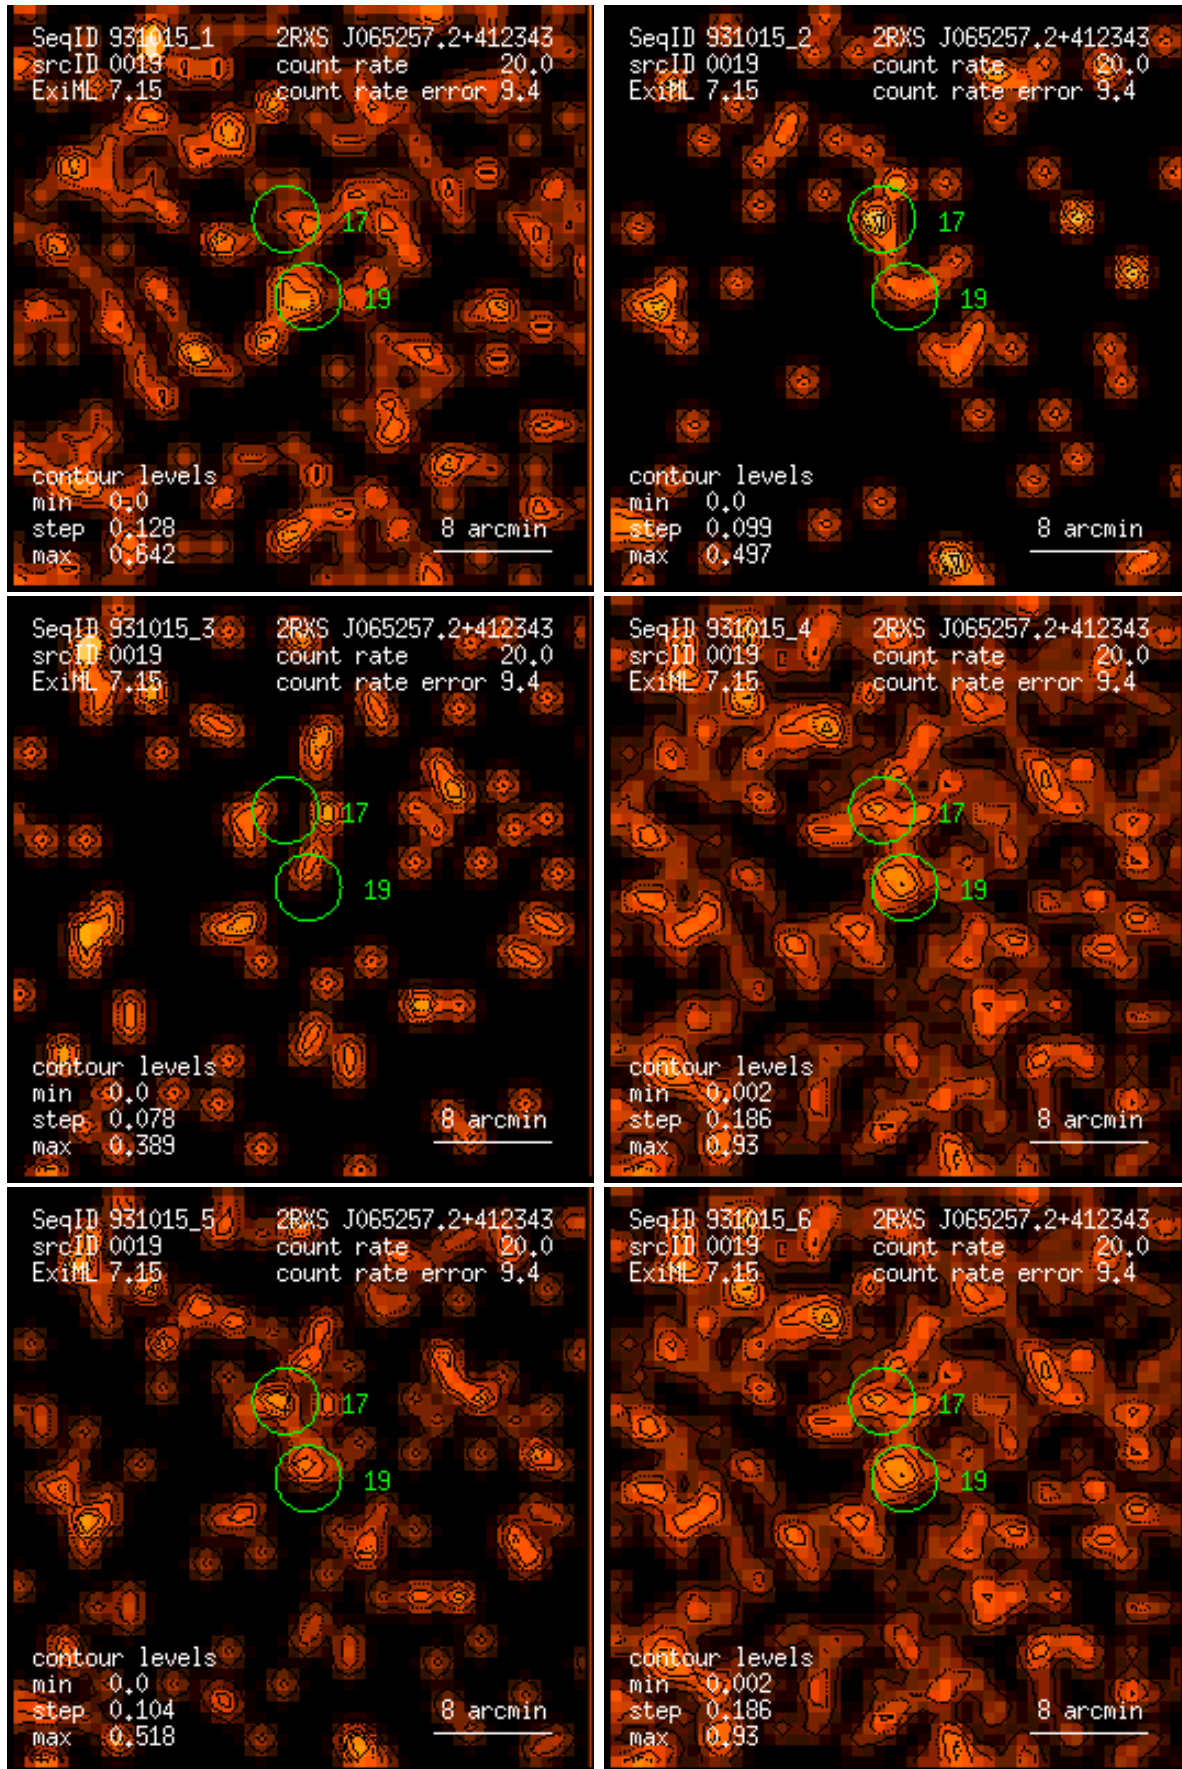 SeqID 931015_1 2RXS J065257.2+412343
srcID 0019 count rate 20.0
ExiML 7.15 count rate error 9.4
17
19
contour levels
min 0.0
step 0.128 8 arcmin
max 0.642
SeqID 931015_2 2RXS J065257.2+412343
srcID 0019 count rate 20.0
ExiML 7.15 count rate error 9.4
17
19
contour levels
min 0.0
step 0.099 8 arcmin
max 0.497
SeqID 931015_3 2RXS J065257.2+412343
srcID 0019 count rate 20.0
ExiML 7.15 count rate error 9.4
17
19
contour levels
min 0.0
step 0.078 8 arcmin
max 0.389
SeqID 931015_4 2RXS J065257.2+412343
srcID 0019 count rate 20.0
ExiML 7.15 count rate error 9.4
17
19
contour levels
min 0.002
step 0.186 8 arcmin
max 0.93
SeqID 931015_5 2RXS J065257.2+412343
srcID 0019 count rate 20.0
ExiML 7.15 count rate error 9.4
17
19
contour levels
min 0.0
step 0.104 8 arcmin
max 0.518
SeqID 931015_6 2RXS J065257.2+412343
srcID 0019 count rate 20.0
ExiML 7.15 count rate error 9.4
17
19
contour levels
min 0.002
step 0.186 8 arcmin
max 0.93